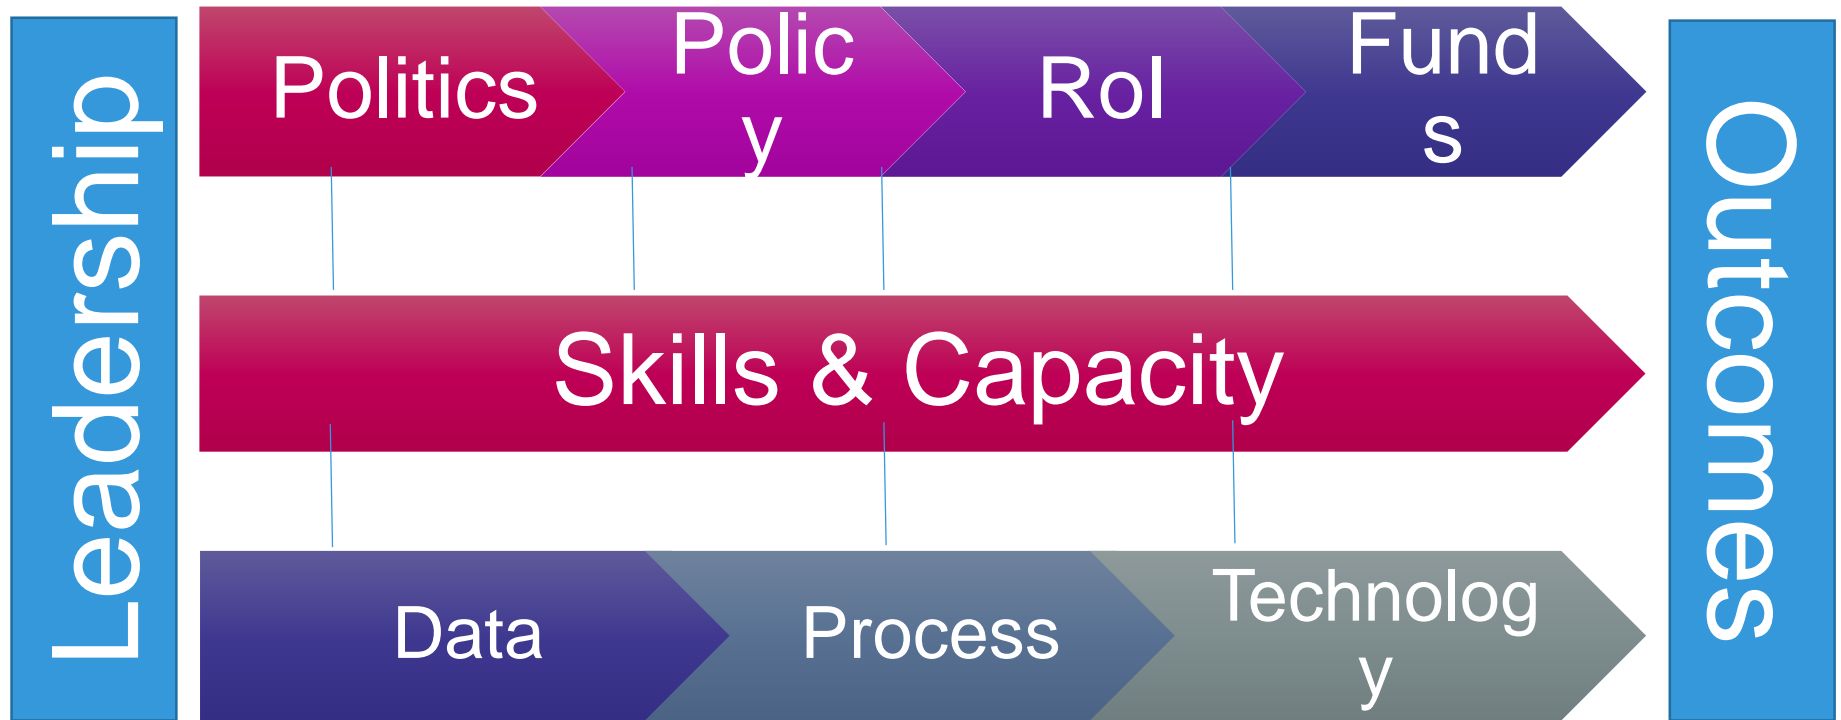 Leadership
Politics
Polic
y
RoI
Fund
s
Skills & Capacity
Data
Process
Technolog
y
Outcomes